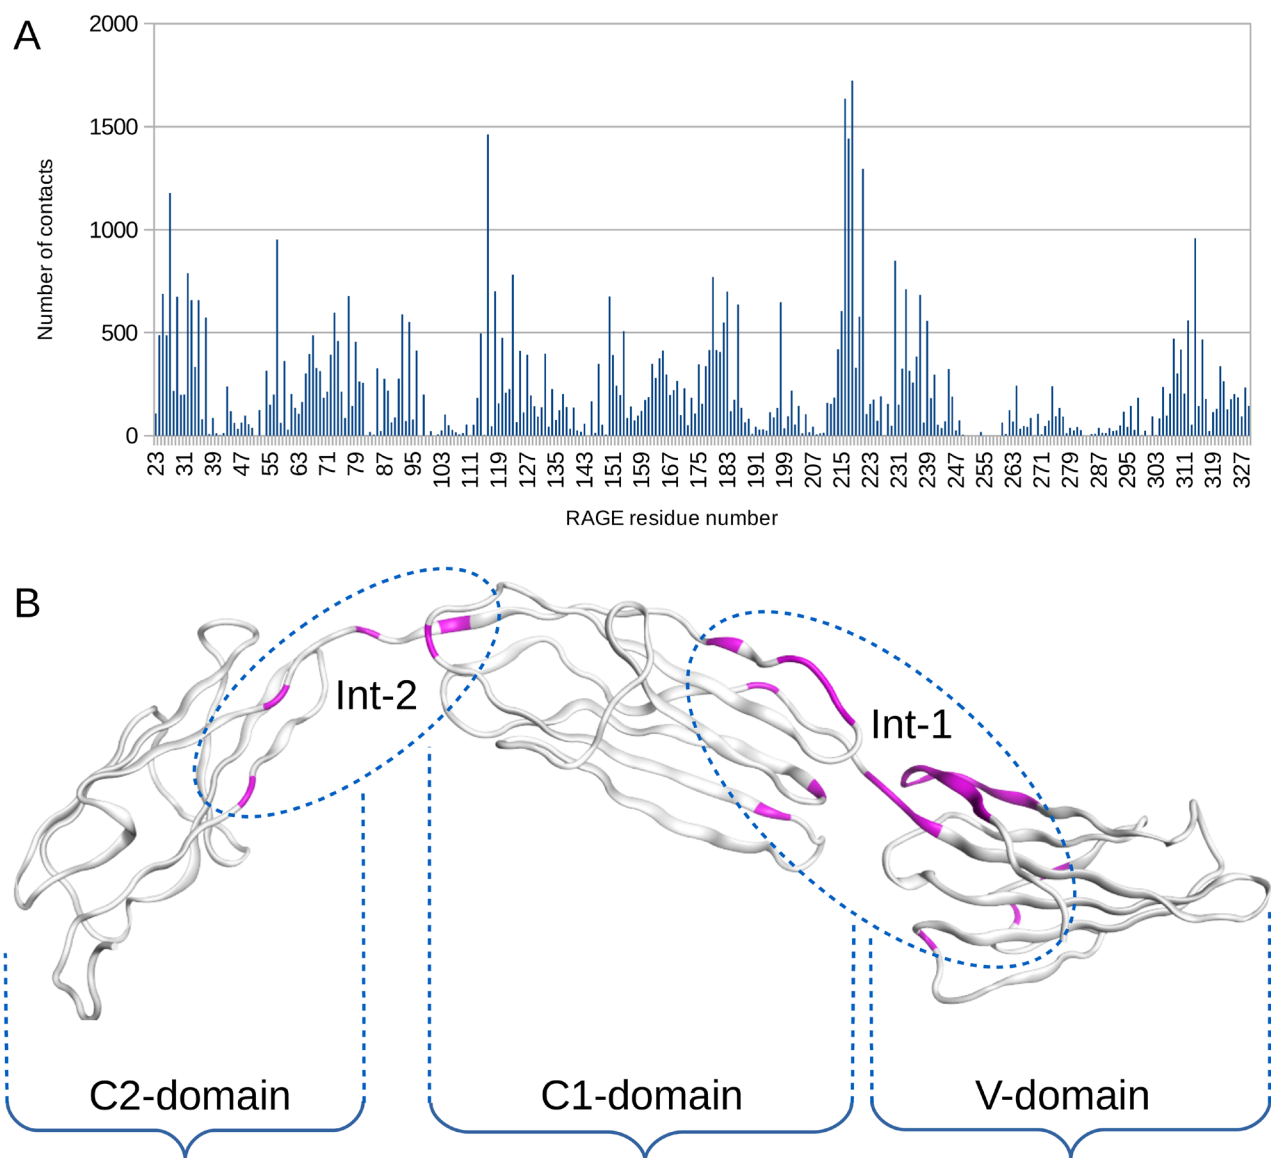 A
2000
1500
1000
500
0
Number of contacts
23 31 39 47 55 63 71 79 87 95 103 111 119 127 135 143 151 159 167 175 183 191 199 207 215 223 231 239 247 255 263 271 279 287 295 303 311 319 327
RAGE residue number
B
Int-2
Int-1
C2-domain
C1-domain
V-domain